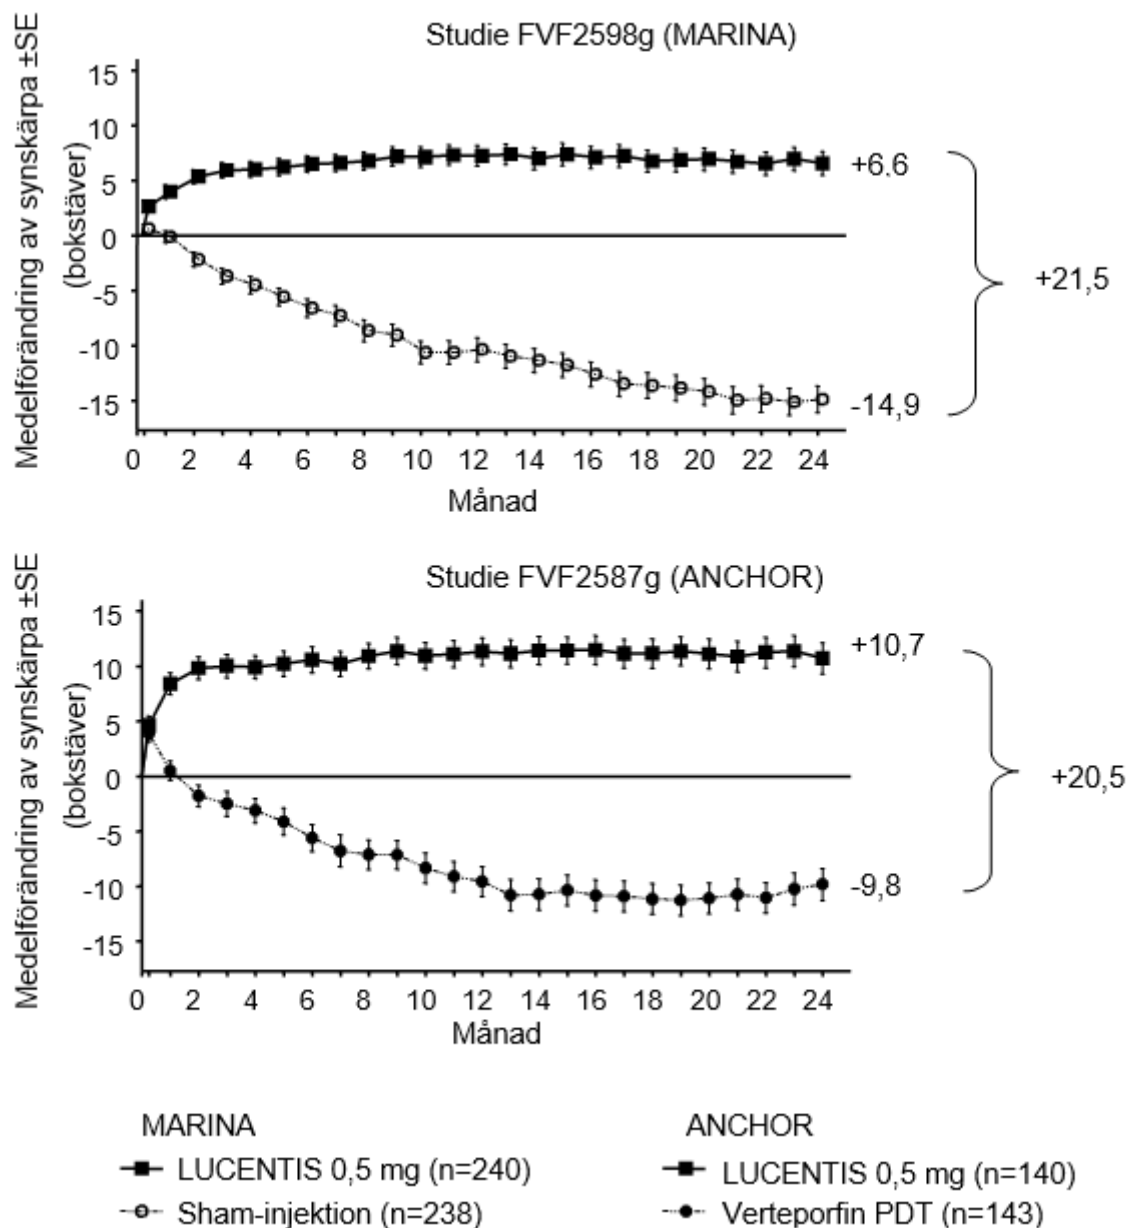 Studie FVF2598g (MARINA)
Medelförändring av synskärpa ±SE
(bokstäver)
15
10
5
0
-5
-10
-15
+6,6
+21,5
-14,9
0 2 4 6 8 10 12 14 16 18 20 22 24
Månad
Studie FVF2587g (ANCHOR)
Medelförändring av synskärpa ±SE
(bokstäver)
15
10
5
0
-5
-10
-15
+10,7
+20,5
-9,8
0 2 4 6 8 10 12 14 16 18 20 22 24
Månad
MARINA
LUCENTIS 0,5 mg (n=240)
Sham-injektion (n=238)
ANCHOR
LUCENTIS 0,5 mg (n=140)
Verteporfin PDT (n=143)